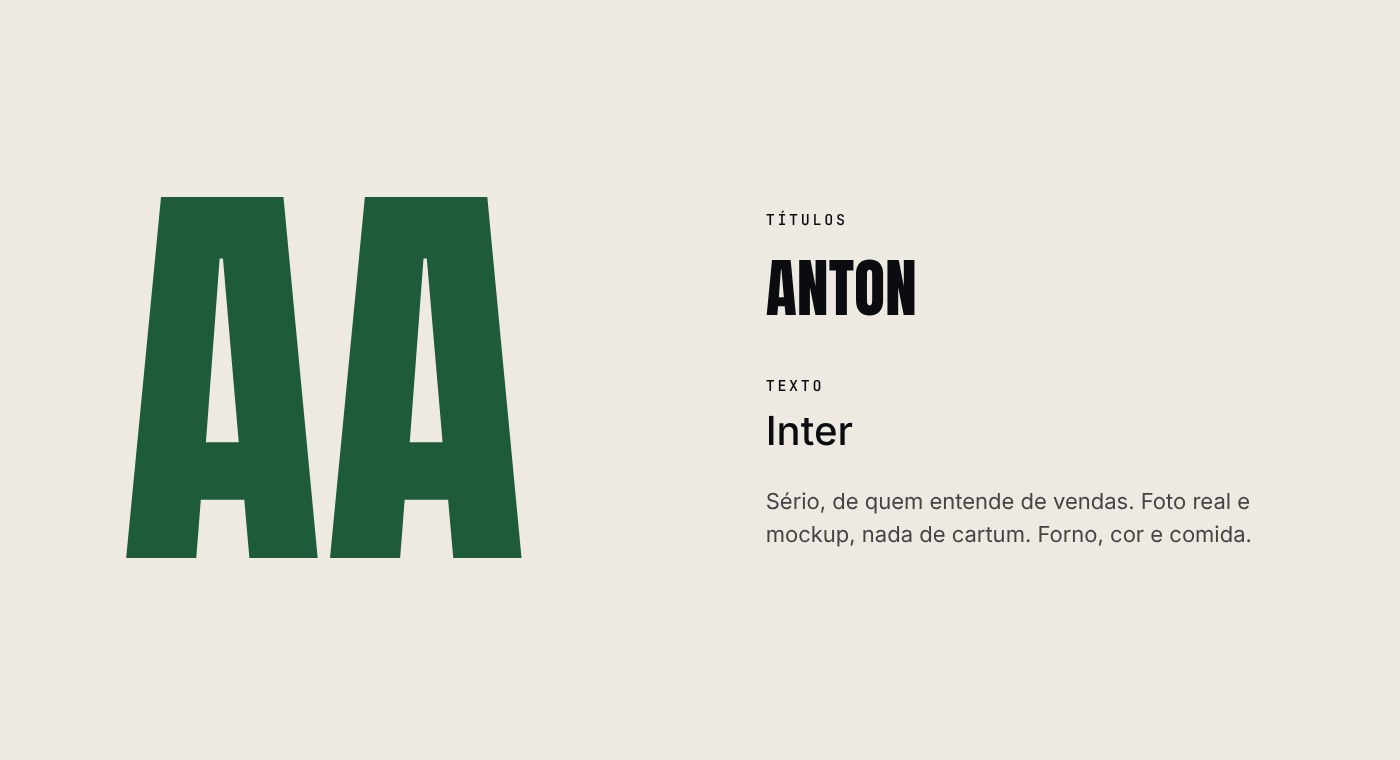 AA
TÍTULOS
ANTON
TEXTO
Inter
Sério, de quem entende de vendas. Foto real e
mockup, nada de cartum. Forno, cor e comida.